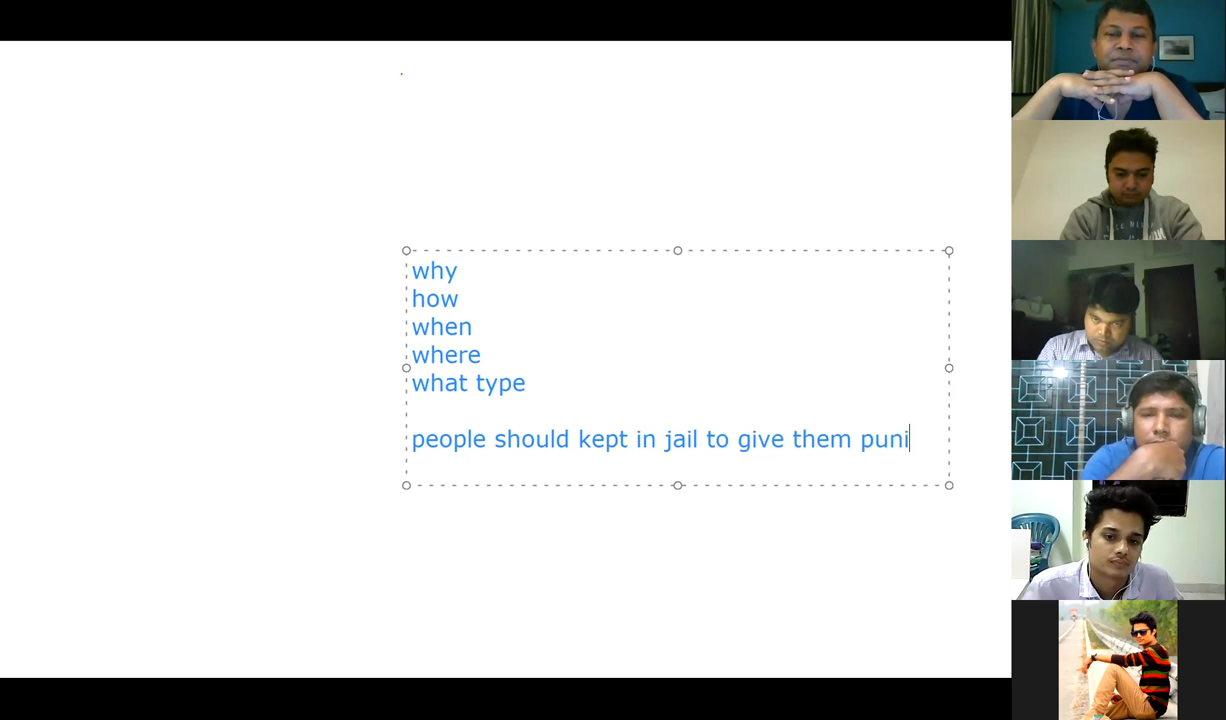 why
how
when
where
what type
people should kept in jail to give them puni